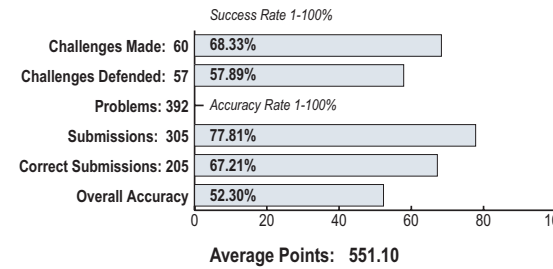 Success Rate 1-100%
Challenges Made: 60 68.33%
Challenges Defended: 57 57.89%
Problems: 392 Accuracy Rate 1-100%
Submissions: 305 77.81%
Correct Submissions: 205 67.21%
Overall Accuracy 52.30%
0 20 40 60 80
Average Points: 551.10